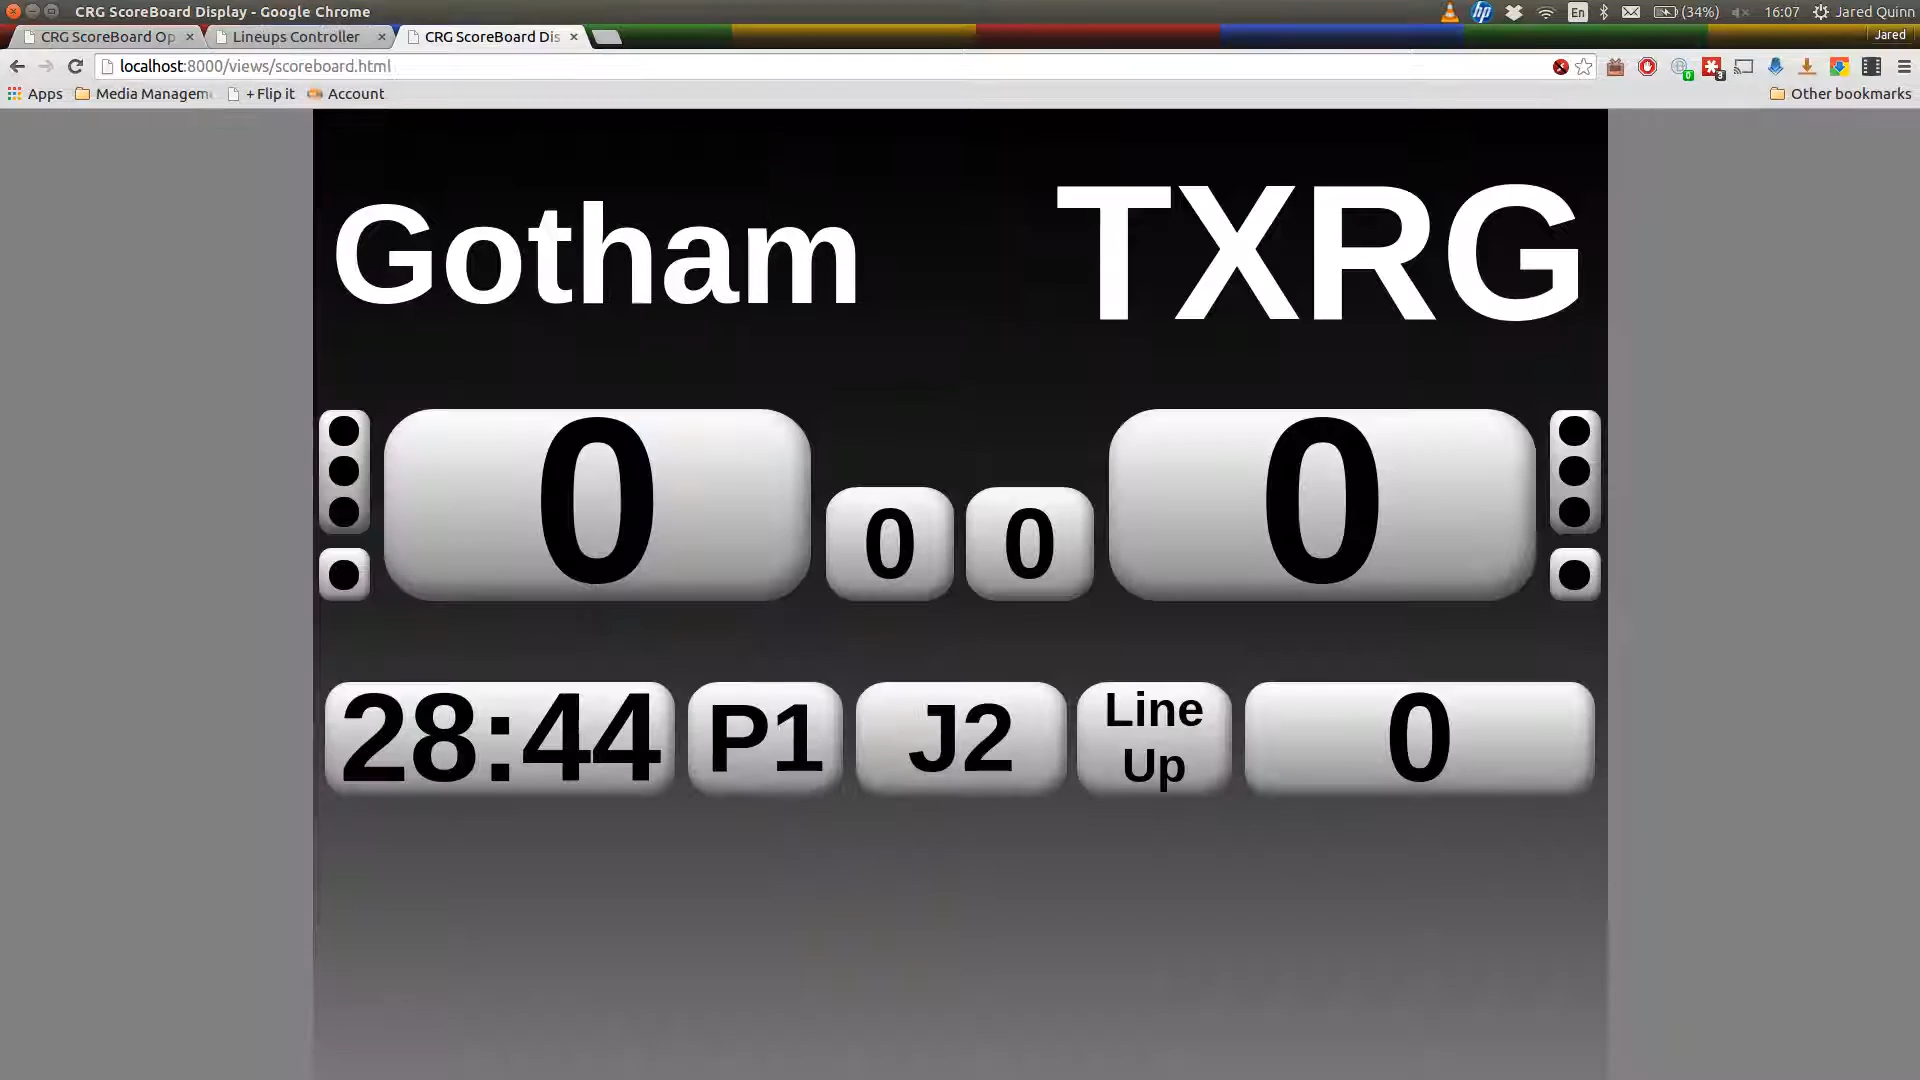 CRG ScoreBoard Display - Google Chrome
En (34%) 16:07 Jared Quinn
CRG ScoreBoard Op
Lineups Controller
CRG ScoreBoard Dis
Jared
localhost:8000/views/scoreboard.html
Apps Media Managem + Flip it Account Other bookmarks
Gotham TXRG
0 0 0 0
28:44 P1 J2 Line Up 0